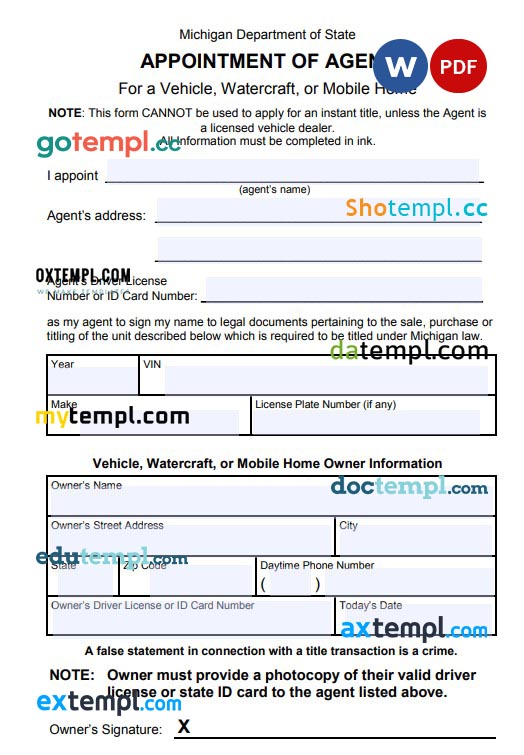 Michigan Department of State
APPOINTMENT OF AGEN
W
PDF
For a Vehicle, Watercraft, or Mobile Home
NOTE: This form CANNOT be used to apply for an instant title, unless the Agent is
a licensed vehicle dealer.
All information must be completed in ink.
gotempl.cc
I appoint
(agent's name)
Agent's address:
Shotempl.cc
OXTEMPL.COM
WE MAKE TEMPLATES
Agent's Driver License
Number or ID Card Number:
as my agent to sign my name to legal documents pertaining to the sale, purchase or
titling of the unit described below which is required to be titled under Michigan law.
datempl.com
Year VIN
Make License Plate Number (if any)
mytempl.com
Vehicle, Watercraft, or Mobile Home Owner Information
Owner's Name
doctempl.com
Owner's Street Address City
edutempl.com
State Zip Code Daytime Phone Number
( )
Owner's Driver License or ID Card Number Today's Date
axtempl.com
A false statement in connection with a title transaction is a crime.
NOTE: Owner must provide a photocopy of their valid driver
license or state ID card to the agent listed above.
extempl.com
Owner's Signature: X